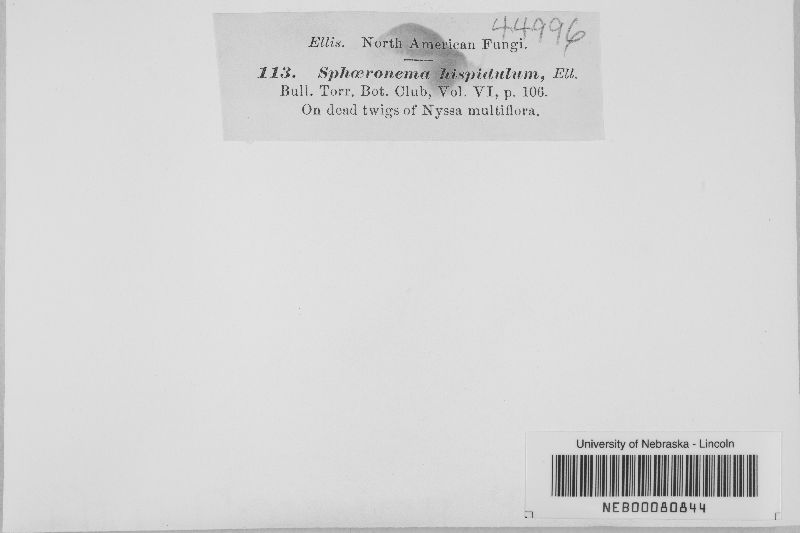 44996
Ellis. North American Fungi.
113. Sphæronema hispidulum, Ell.
Bull. Torr. Bot. Club, Vol. VI, p. 106.
On dead twigs of Nyssa multiflora.
University of Nebraska - Lincoln
NEB00080844